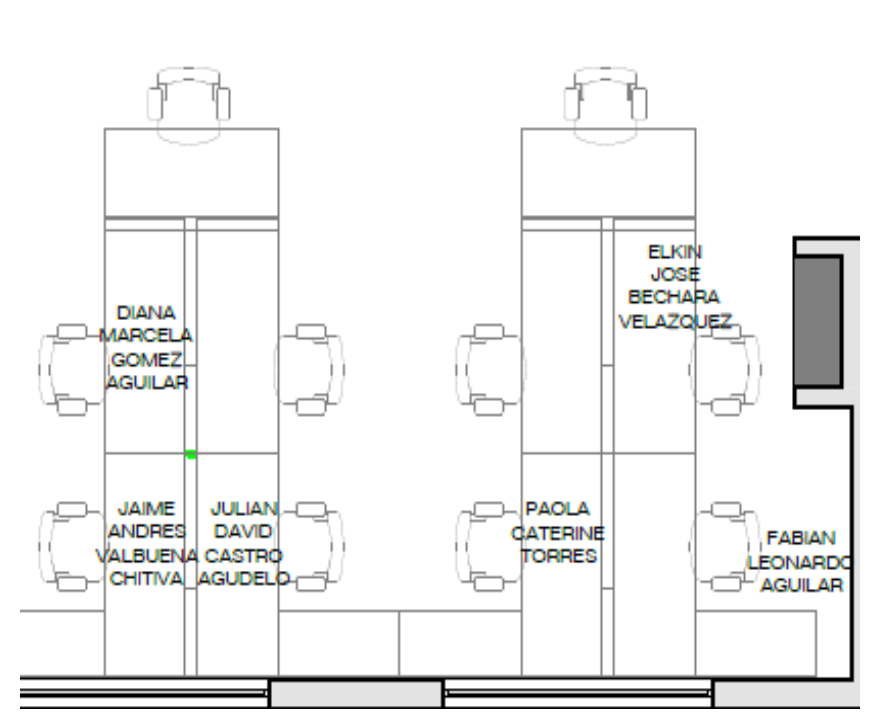 ELKIN
JOSE
BECHARA
VELAZQUEZ
DIANA
MARCELA
GOMEZ
AGUILAR
JAIME
ANDRES
VALBUENA
CHITIVA
JULIAN
DAVID
CASTRO
AGUDELO
PAOLA
CATERINE
TORRES
FABIAN
LEONARDO
AGUILAR